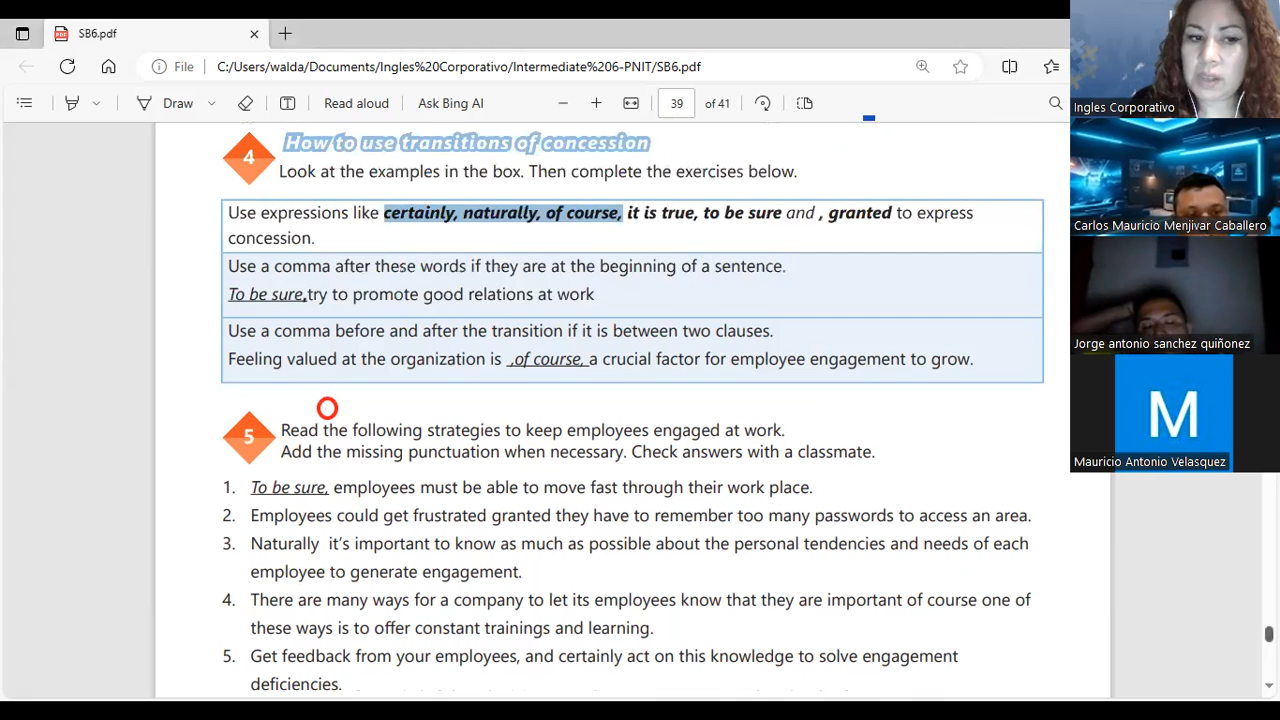 SB6.pdf
File C:/Users/walda/Documents/Ingles%20Corporativo/Intermediate%206-PNIT/SB6.pdf
Draw Read aloud Ask Bing AI 39 of 41
4 How to use transitions of concession
Look at the examples in the box. Then complete the exercises below.
Use expressions like certainly, naturally, of course, it is true, to be sure and , granted to express
concession.
Use a comma after these words if they are at the beginning of a sentence.
To be sure,try to promote good relations at work
Use a comma before and after the transition if it is between two clauses.
Feeling valued at the organization is ,of course, a crucial factor for employee engagement to grow.
5 Read the following strategies to keep employees engaged at work.
Add the missing punctuation when necessary. Check answers with a classmate.
1. To be sure, employees must be able to move fast through their work place.
2. Employees could get frustrated granted they have to remember too many passwords to access an area.
3. Naturally it's important to know as much as possible about the personal tendencies and needs of each
employee to generate engagement.
4. There are many ways for a company to let its employees know that they are important of course one of
these ways is to offer constant trainings and learning.
5. Get feedback from your employees, and certainly act on this knowledge to solve engagement
deficiencies.
Ingles Corporativo
Carlos Mauricio Menjivar Caballero
Jorge antonio sanchez quiñonez
M
Mauricio Antonio Velasquez